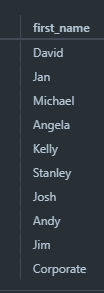 first_name
David
Jan
Michael
Angela
Kelly
Stanley
Josh
Andy
Jim
Corporate